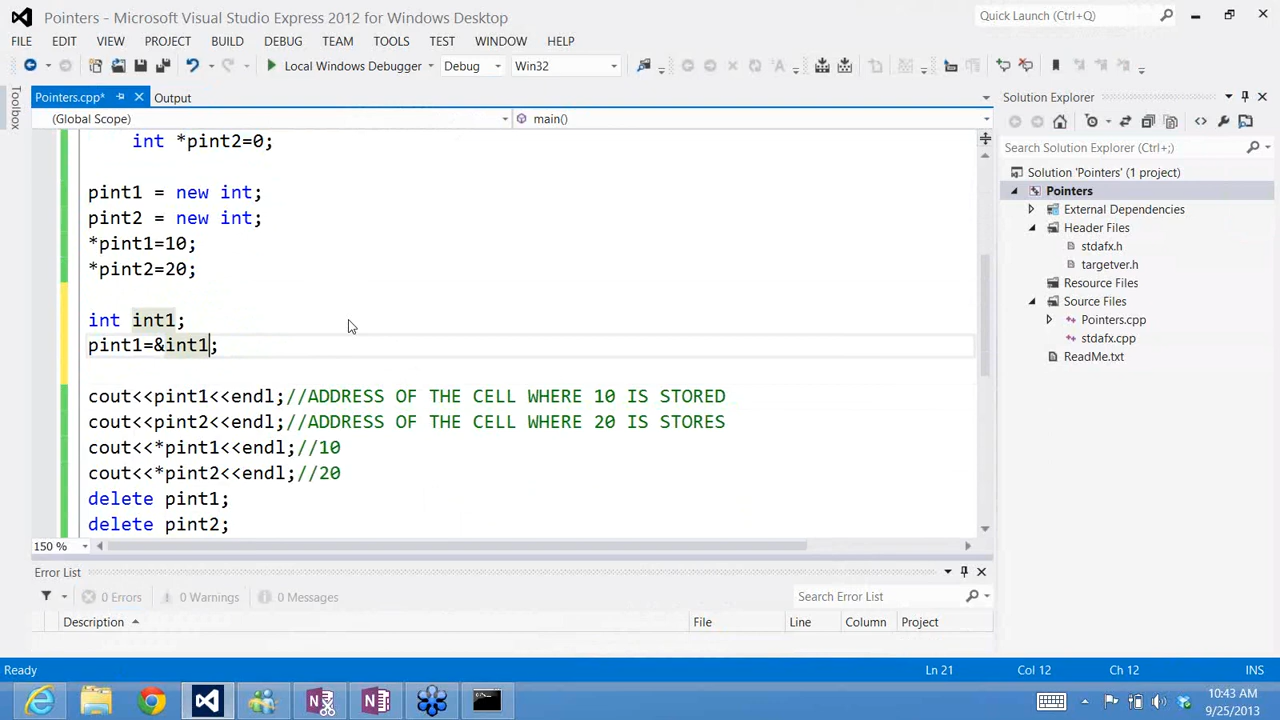 Pointers - Microsoft Visual Studio Express 2012 for Windows Desktop
Quick Launch (Ctrl+Q)
FILE EDIT VIEW PROJECT BUILD DEBUG TEAM TOOLS TEST WINDOW HELP
Local Windows Debugger Debug Win32
Toolbox
Pointers.cpp* Output
(Global Scope) main()
int *pint2=0;
pint1 = new int;
pint2 = new int;
*pint1=10;
*pint2=20;
int int1;
pint1=&int1;
cout<<pint1<<endl;//ADDRESS OF THE CELL WHERE 10 IS STORED
cout<<pint2<<endl;//ADDRESS OF THE CELL WHERE 20 IS STORES
cout<<*pint1<<endl;//10
cout<<*pint2<<endl;//20
delete pint1;
delete pint2;
150 %
Solution Explorer
Search Solution Explorer (Ctrl+;)
Solution 'Pointers' (1 project)
Pointers
External Dependencies
Header Files
stdafx.h
targetver.h
Resource Files
Source Files
Pointers.cpp
stdafx.cpp
ReadMe.txt
Error List
0 Errors 0 Warnings 0 Messages
Search Error List
Description File Line Column Project
Ready Ln 21 Col 12 Ch 12 INS
10:43 AM
9/25/2013